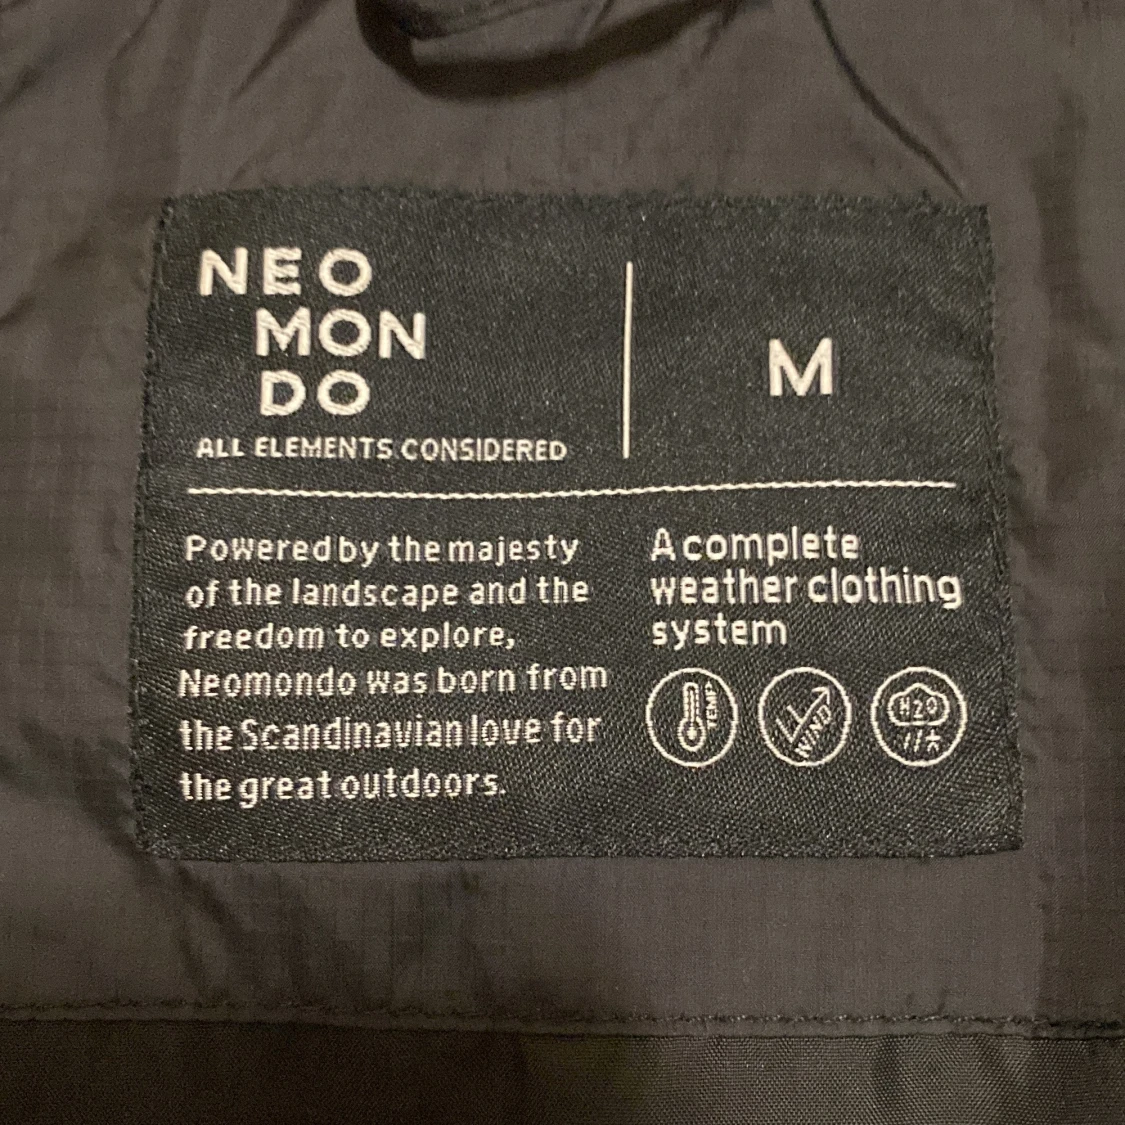 NEO
MON
DO
ALL ELEMENTS CONSIDERED
M
Powered by the majesty
of the landscape and the
freedom to explore,
Neomondo was born from
the Scandinavian love for
the great outdoors.
A complete
weather clothing
system
TEMP
WIND
H2O